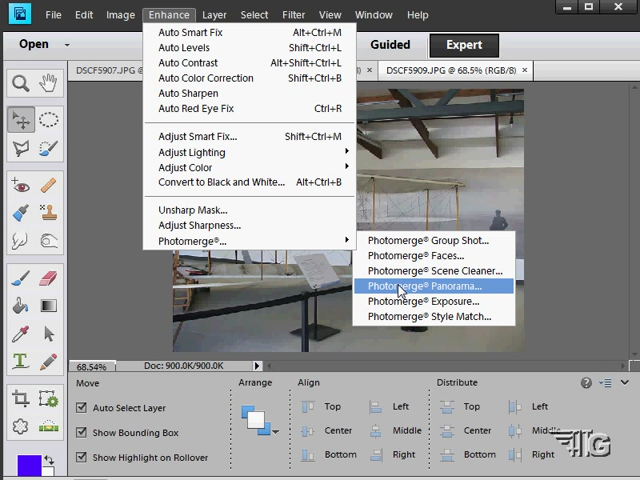 File Edit Image Enhance Layer Select Filter View Window Help
Open Guided Expert
Auto Smart Fix Alt+Ctrl+M
Auto Levels Shift+Ctrl+L
Auto Contrast Alt+Shift+Ctrl+L
Auto Color Correction Shift+Ctrl+B
Auto Sharpen
Auto Red Eye Fix Ctrl+R
Adjust Smart Fix... Shift+Ctrl+M
Adjust Lighting
Adjust Color
Convert to Black and White... Alt+Ctrl+B
Unsharp Mask...
Adjust Sharpness...
Photomerge®...
DSCF5907.JPG @ 6 DSCF5909.JPG @ 68.5% (RGB/8)
Photomerge® Group Shot...
Photomerge® Faces...
Photomerge® Scene Cleaner...
Photomerge® Panorama...
Photomerge® Exposure...
Photomerge® Style Match...
68.54% Doc: 900.0K/900.0K
Move Arrange Align Distribute
Auto Select Layer Top Left Top Left
Show Bounding Box Center Middle Center Middle
Show Highlight on Rollover Bottom Right Bottom Right